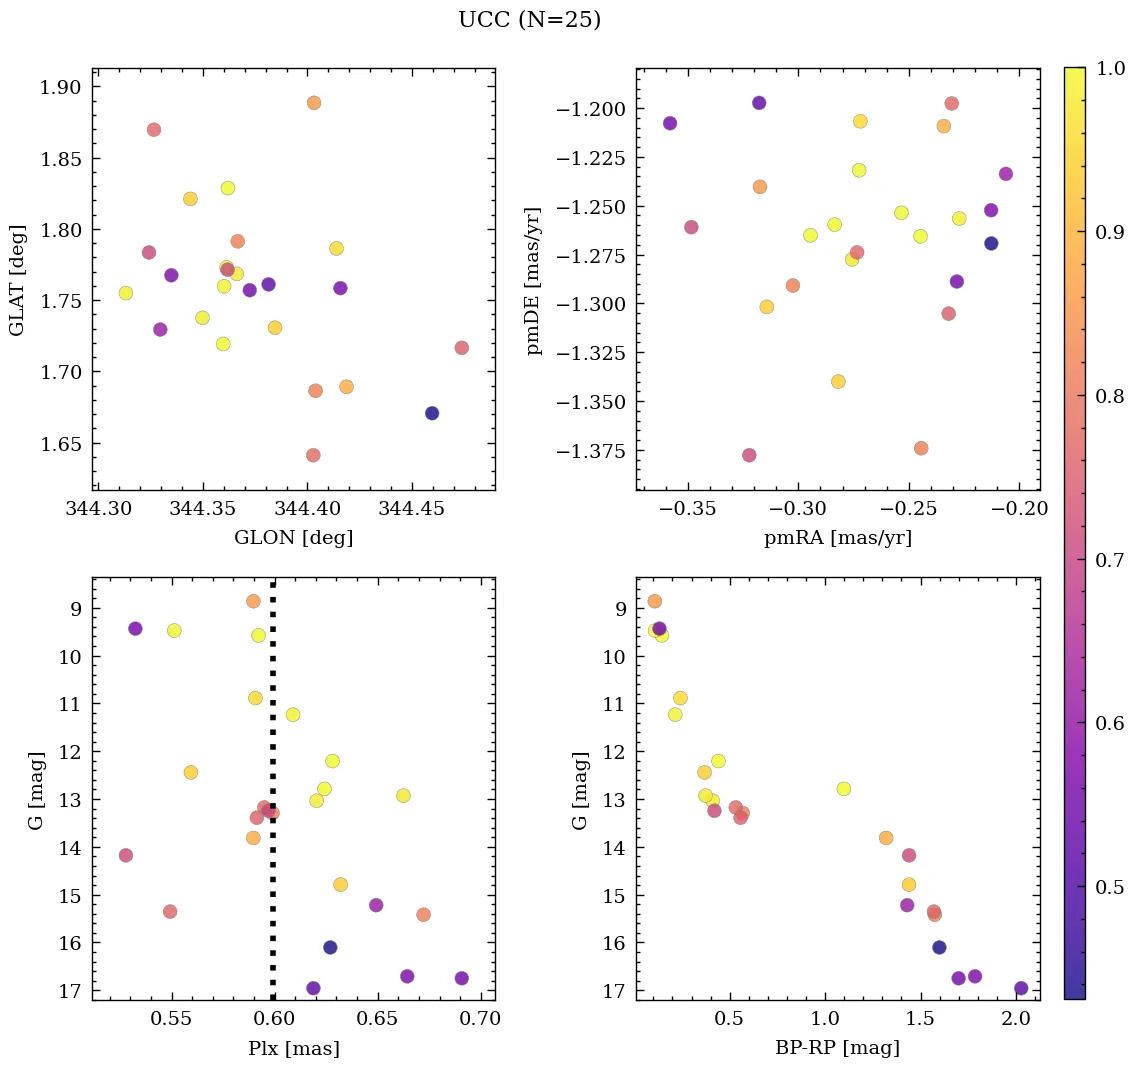 UCC (N=25)
1.90
1.85
1.80
1.75
1.70
1.65
GLAT [deg]
344.30 344.35 344.40 344.45
GLON [deg]
−1.200
−1.225
−1.250
−1.275
−1.300
−1.325
−1.350
−1.375
pmDE [mas/yr]
−0.35 −0.30 −0.25 −0.20
pmRA [mas/yr]
9
10
11
12
13
14
15
16
17
G [mag]
0.55 0.60 0.65 0.70
Plx [mas]
9
10
11
12
13
14
15
16
17
G [mag]
0.5 1.0 1.5 2.0
BP-RP [mag]
1.0
0.9
0.8
0.7
0.6
0.5